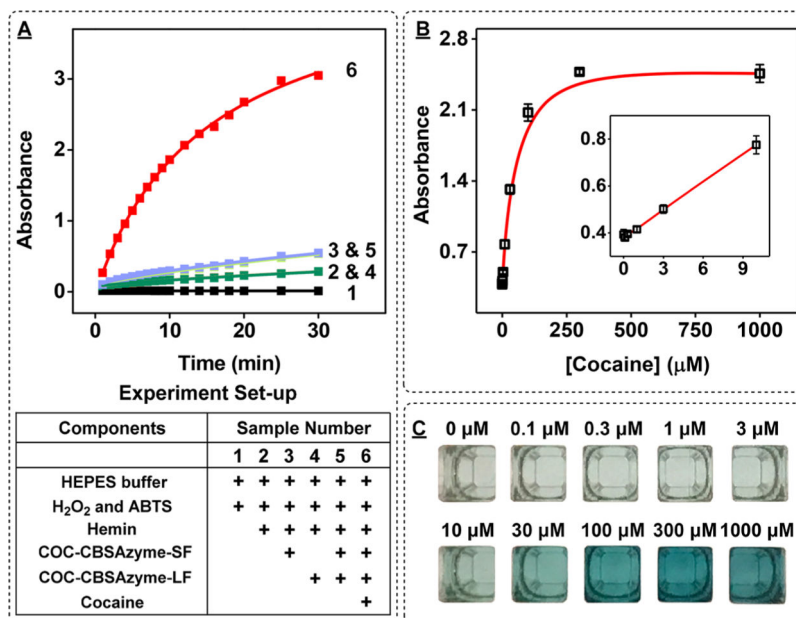 A
6
3 & 5
2 & 4
1
Absorbance
3
2
1
0
0
10
20
30
Time (min)
Experiment Set-up
Components Sample Number
1 2 3 4 5 6
HEPES buffer + + + + + +
H₂O₂ and ABTS + + + + + +
Hemin + + + + +
COC-CBSAzyme-SF + + +
COC-CBSAzyme-LF + + +
Cocaine +
B
Absorbance
2.8
2.1
1.4
0.7
0 250 500 750 1000
[Cocaine] (μM)
0.8
0.6
0.4
0 3 6 9
C
0 μM 0.1 μM 0.3 μM 1 μM 3 μM
10 μM 30 μM 100 μM 300 μM 1000 μM